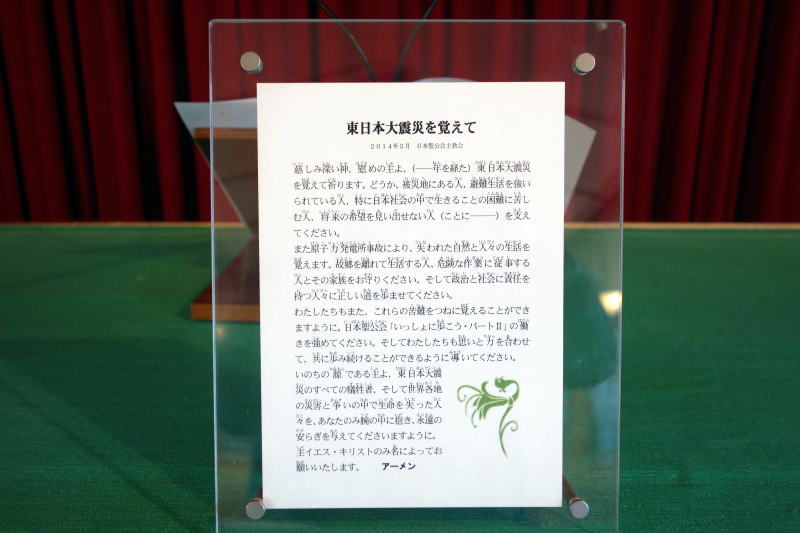 東日本大震災を覚えて
2014年2月　日本聖公会主教会
慈しみ深い神、慰めの主よ、(――年を経た) 東日本大震災
を覚えて祈ります。どうか、被災地にある人、避難生活を強い
られている人、特に日本社会の中で生きることの困難に苦し
む人、将来の希望を見い出せない人（ことに―――）を支え
てください。
また原子力発電所事故により、失われた自然と人々の生活を
覚えます。故郷を離れて生活する人、危険な作業に従事する
人とその家族をお守りください。そして政治と社会に責任を
持つ人々に正しい道を歩ませてください。
わたしたちもまた、これらの苦難をつねに覚えることができ
ますように。日本聖公会「いっしょに歩こう・パートⅡ」の働
きを強めてください。そしてわたしたちも思いと力を合わせ
て、共に歩み続けることができるように導いてください。
いのちの源である主よ、東日本大震
災のすべての犠牲者、そして世界各地
の災害と争いの中で生命を失った人
々を、あなたのみ腕の中に抱き、永遠の
安らぎを与えてくださいますように。
主イエス・キリストのみ名によってお
願いいたします。　アーメン